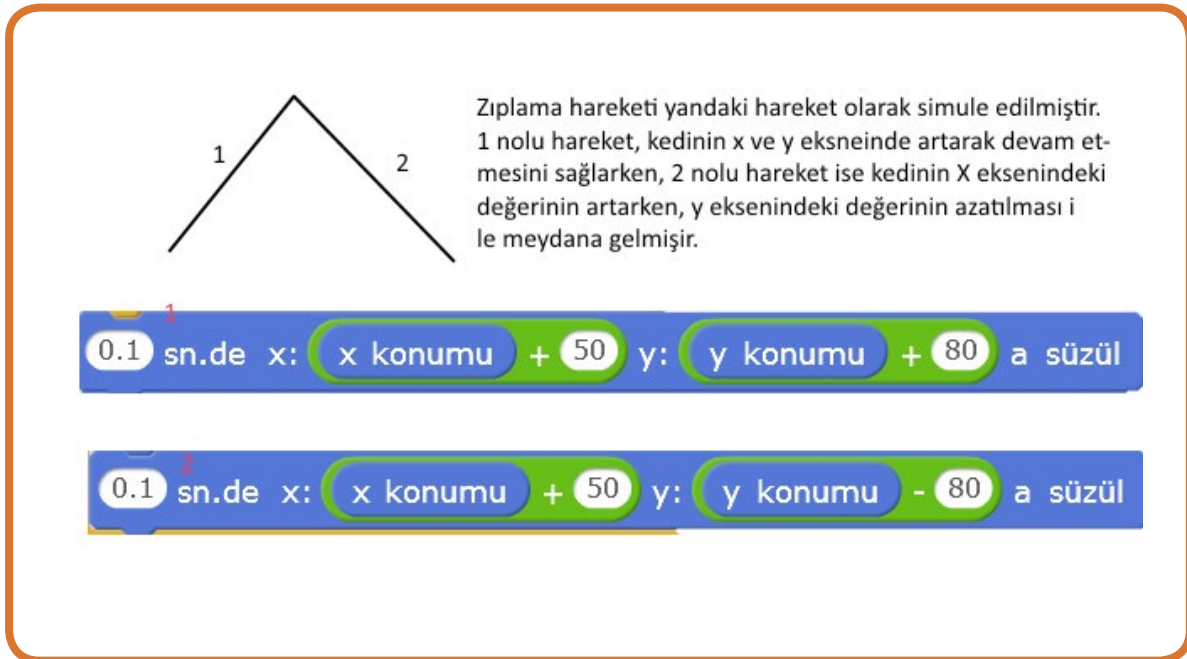 Zıplama hareketi yandaki hareket olarak simule edilmiştir.
1 nolu hareket, kedinin x ve y eksneinde artarak devam et-
mesini sağlarken, 2 nolu hareket ise kedinin X eksenindeki
değerinin artarken, y eksenindeki değerinin azatılması i
le meydana gelmişir.
1
2
1
0.1 sn.de x: x konumu + 50 y: y konumu + 80 a süzül
2
0.1 sn.de x: x konumu + 50 y: y konumu - 80 a süzül